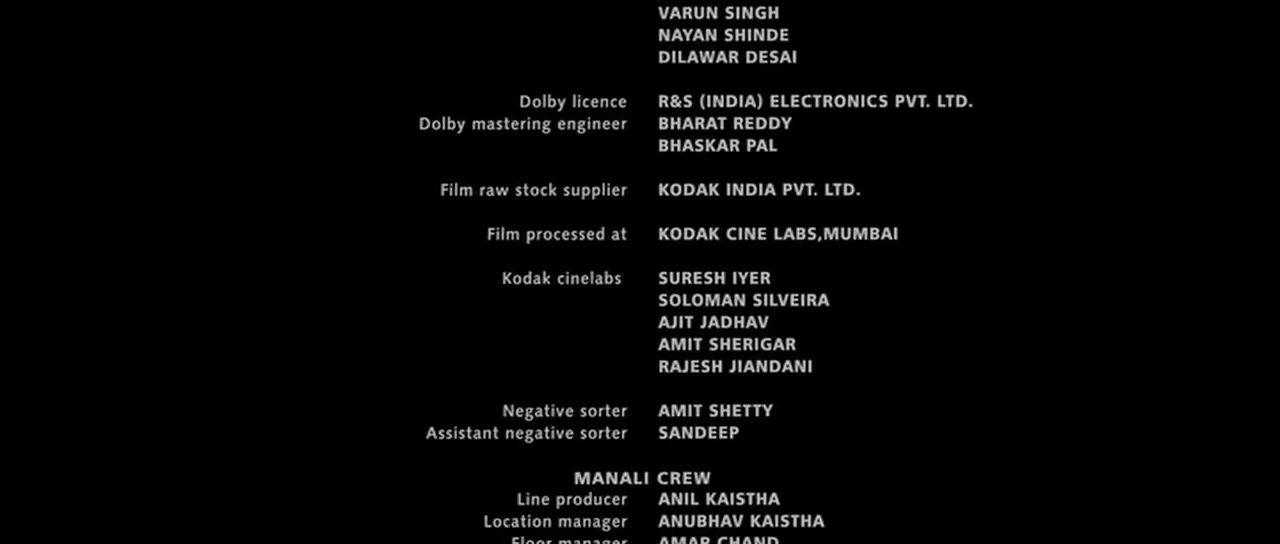 VARUN SINGH
NAYAN SHINDE
DILAWAR DESAI
Dolby licence R&S (INDIA) ELECTRONICS PVT. LTD.
Dolby mastering engineer BHARAT REDDY
BHASKAR PAL
Film raw stock supplier KODAK INDIA PVT. LTD.
Film processed at KODAK CINE LABS,MUMBAI
Kodak cinelabs SURESH IYER
SOLOMAN SILVEIRA
AJIT JADHAV
AMIT SHERIGAR
RAJESH JIANDANI
Negative sorter AMIT SHETTY
Assistant negative sorter SANDEEP
MANALI CREW
Line producer ANIL KAISTHA
Location manager ANUBHAV KAISTHA
Floor manager AMAR CHAND